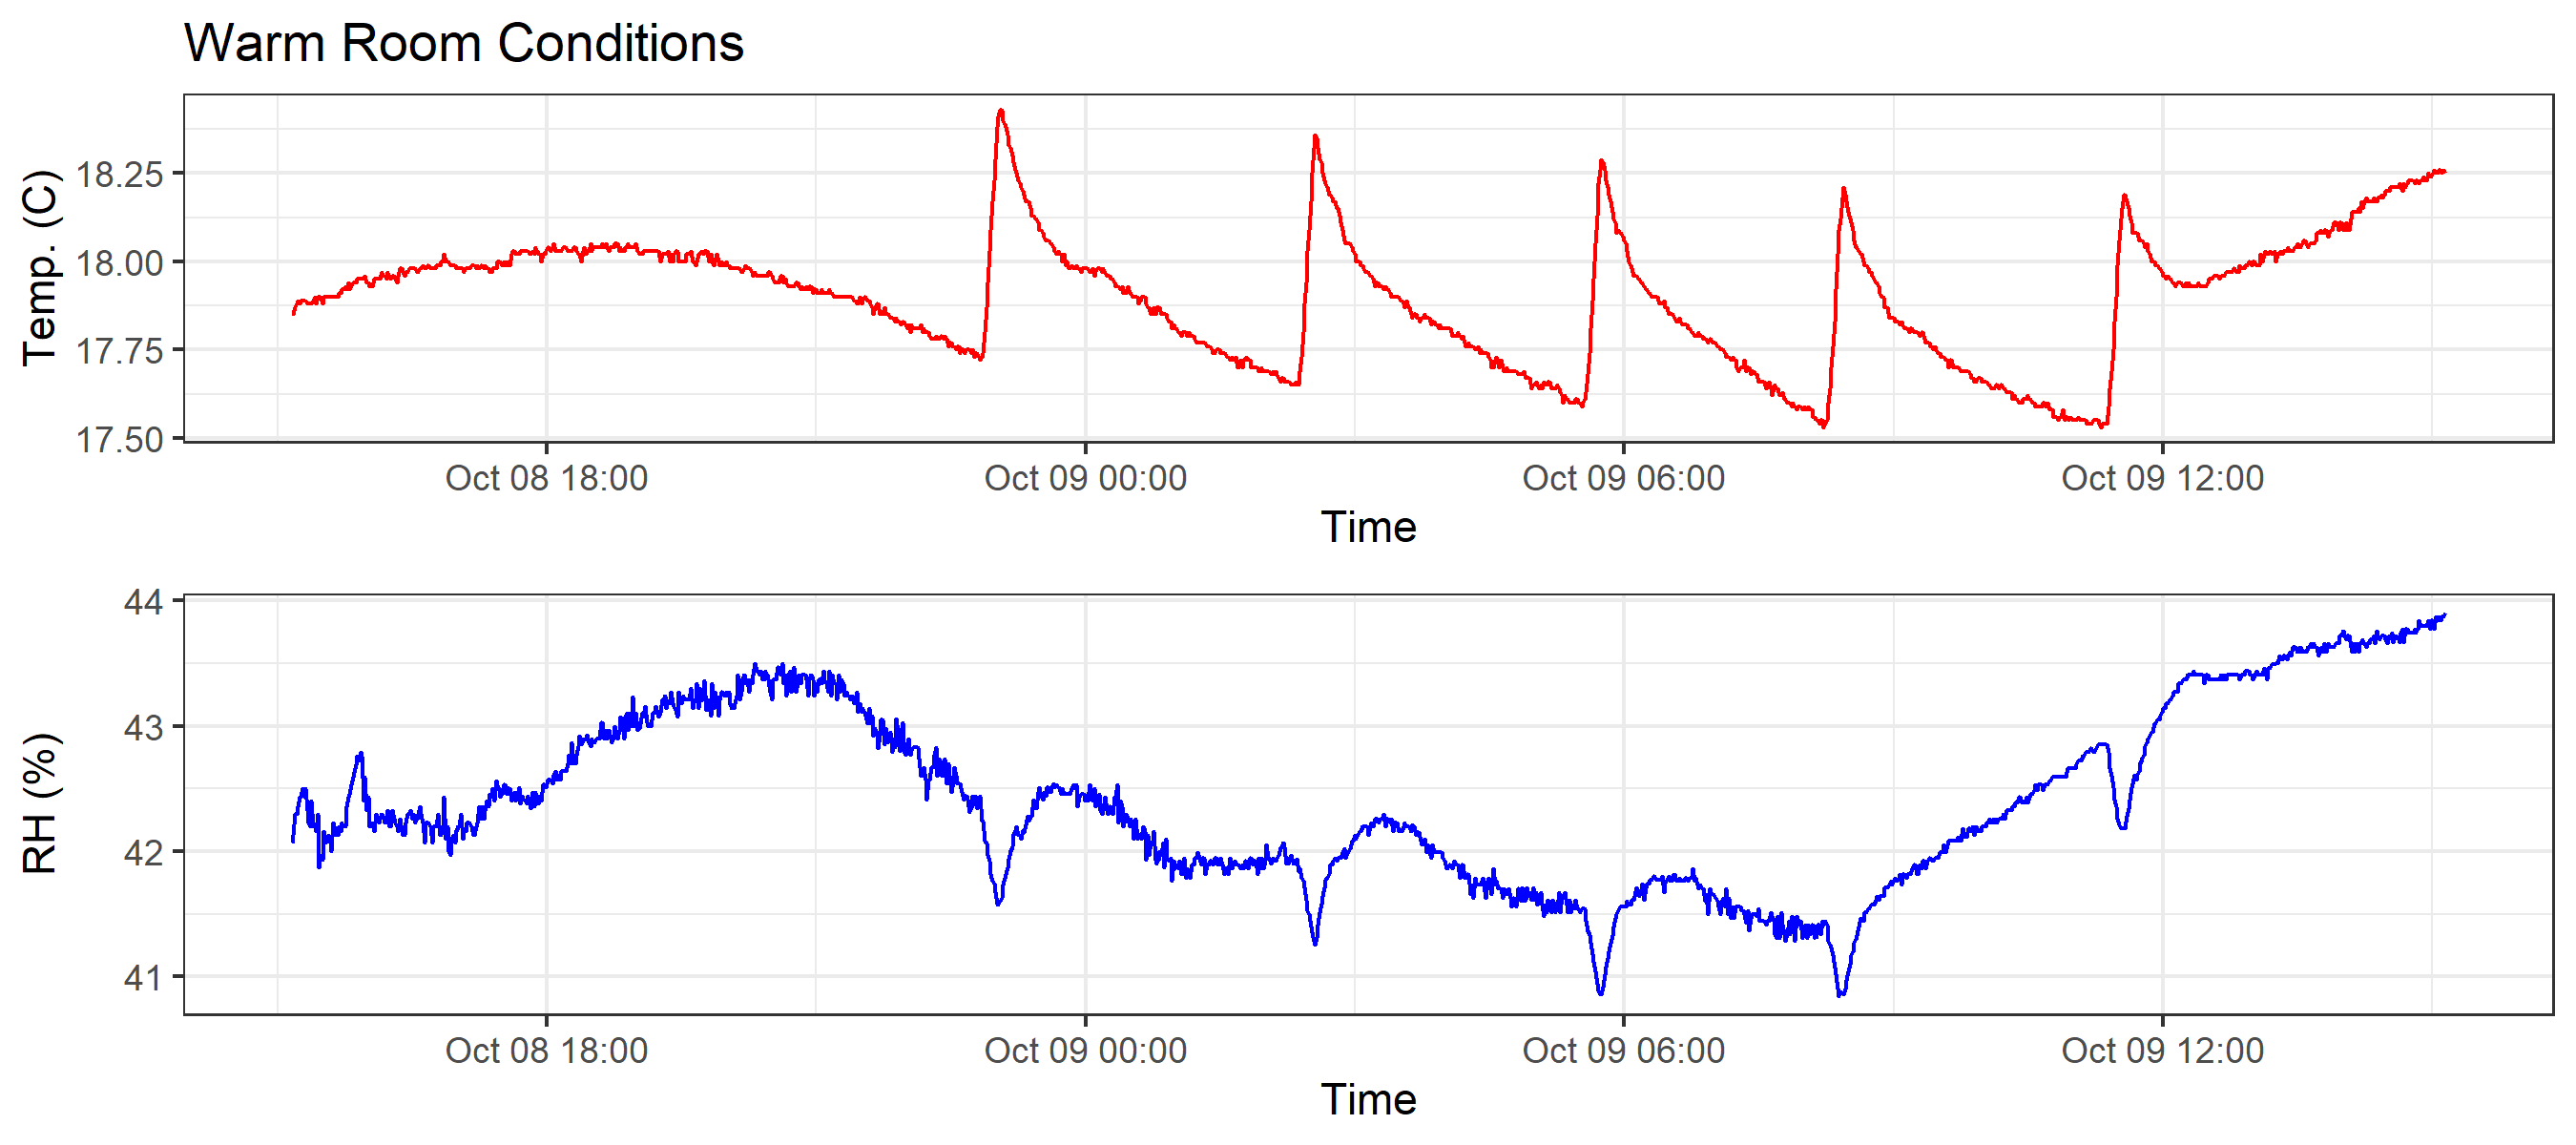 Warm Room Conditions
Temp. (C)
18.25
18.00
17.75
17.50
Oct 08 18:00 Oct 09 00:00 Oct 09 06:00 Oct 09 12:00
Time
RH (%)
44
43
42
41
Oct 08 18:00 Oct 09 00:00 Oct 09 06:00 Oct 09 12:00
Time